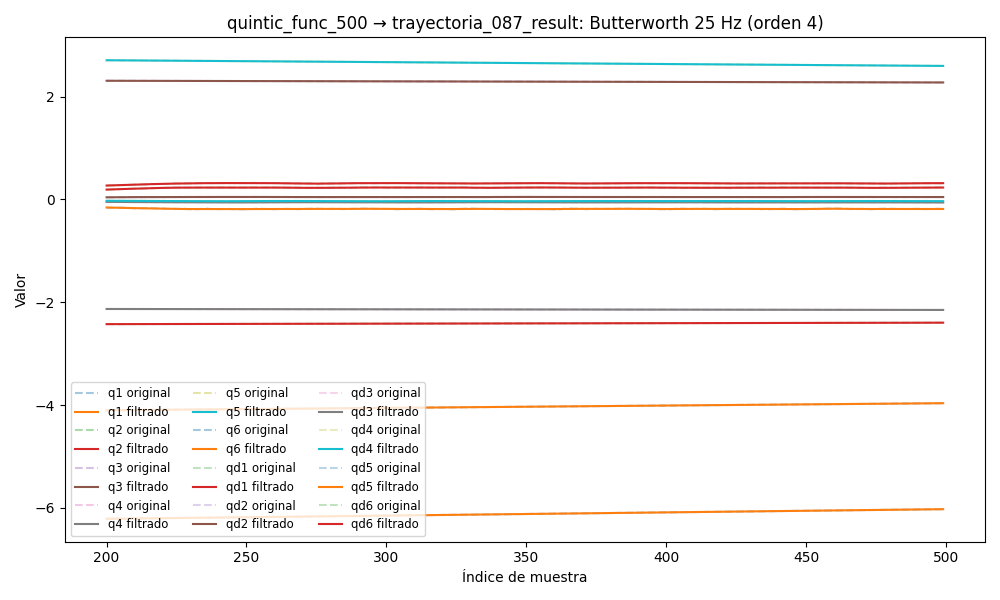 quintic_func_500 → trayectoria_087_result: Butterworth 25 Hz (orden 4)
Valor
2
0
−2
−4
−6
q1 original q5 original qd3 original
q1 filtrado q5 filtrado qd3 filtrado
q2 original q6 original qd4 original
q2 filtrado q6 filtrado qd4 filtrado
q3 original qd1 original qd5 original
q3 filtrado qd1 filtrado qd5 filtrado
q4 original qd2 original qd6 original
q4 filtrado qd2 filtrado qd6 filtrado
200 250 300 350 400 450 500
Índice de muestra